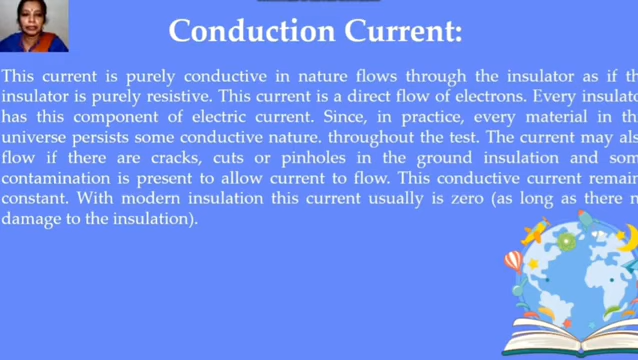 Conduction Current:
This current is purely conductive in nature flows through the insulator as if th
insulator is purely resistive. This current is a direct flow of electrons. Every insulato
has this component of electric current. Since, in practice, every material in th
universe persists some conductive nature. throughout the test. The current may als
flow if there are cracks, cuts or pinholes in the ground insulation and som
contamination is present to allow current to flow. This conductive current remain
constant. With modern insulation this current usually is zero (as long as there n
damage to the insulation).